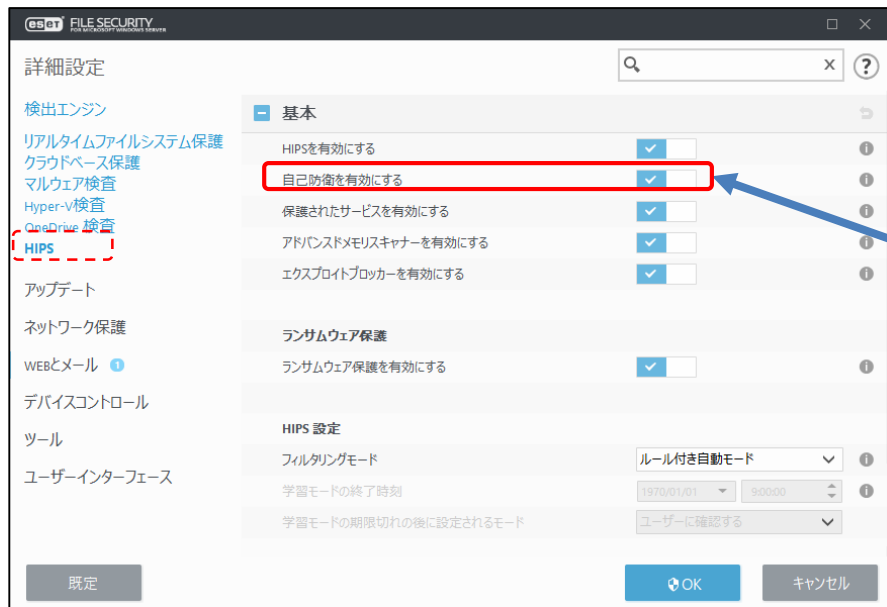 eset FILE SECURITY
FOR MICROSOFT WINDOWS SERVER
詳細設定
x
?
検出エンジン
リアルタイムファイルシステム保護
クラウドベース保護
マルウェア検査
Hyper-V検査
OneDrive 検査
HIPS
アップデート
ネットワーク保護
WEBとメール 1
デバイスコントロール
ツール
ユーザーインターフェース
基本
HIPSを有効にする
自己防衛を有効にする
保護されたサービスを有効にする
アドバンスドメモリスキャナーを有効にする
エクスプロイトブロッカーを有効にする
ランサムウェア保護
ランサムウェア保護を有効にする
HIPS 設定
フィルタリングモード ルール付き自動モード
学習モードの終了時刻 1970/01/01 9:00:00
学習モードの期限切れの後に設定されるモード ユーザーに確認する
既定 OK キャンセル